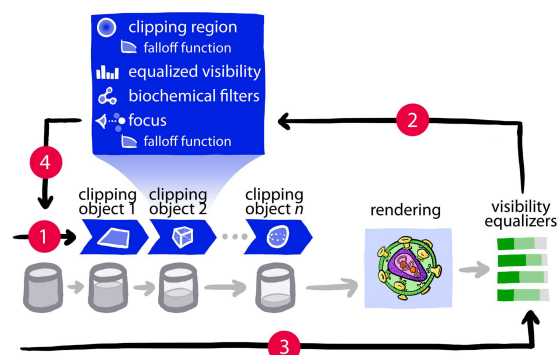 clipping region
falloff function
equalized visibility
biochemical filters
focus
falloff function
2
4
1
clipping
object 1
clipping
object 2
clipping
object n
rendering
visibility
equalizers
3